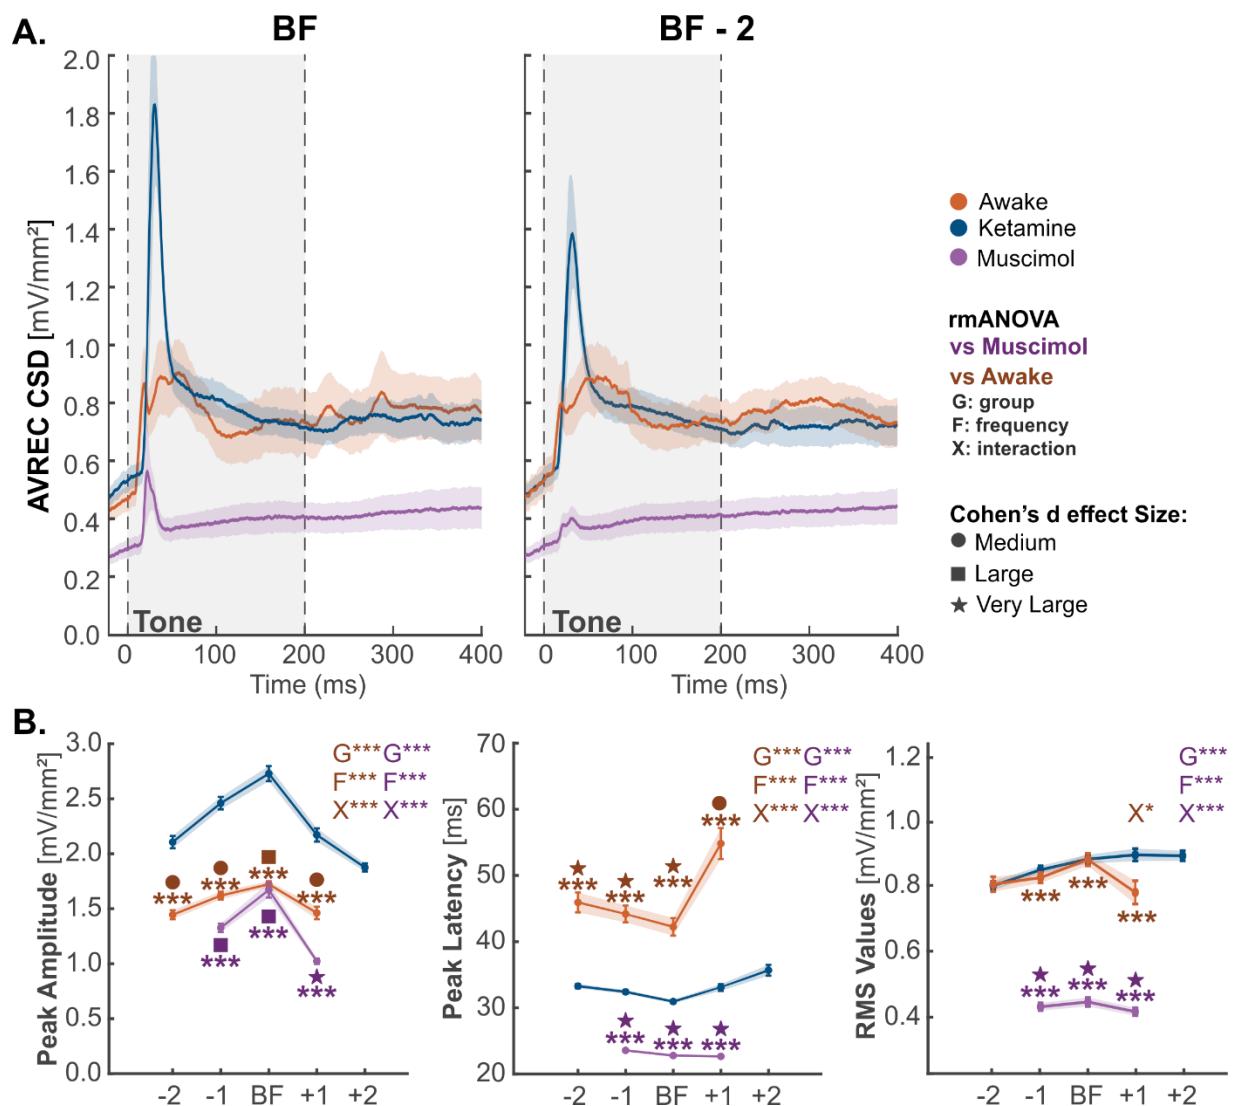 A.
BF
BF - 2
2.0
1.8
1.6
1.4
1.2
1.0
0.8
0.6
0.4
0.2
0.0
AVREC CSD [mV/mm²]
Tone
Tone
0 100 200 300 400
0 100 200 300 400
Time (ms)
Time (ms)
Awake
Ketamine
Muscimol
rmANOVA
vs Muscimol
vs Awake
G: group
F: frequency
X: interaction
Cohen's d effect Size:
Medium
Large
Very Large
B.
3.0
2.5
2.0
1.5
1.0
0.5
0.0
Peak Amplitude [mV/mm²]
G*** G***
F*** F***
X*** X***
*** *** *** ***
*** *** ***
-2 -1 BF +1 +2
70
60
50
40
30
20
Peak Latency [ms]
G*** G***
F*** F***
X*** X***
*** *** *** ***
*** *** ***
-2 -1 BF +1 +2
1.2
1.0
0.8
0.6
0.4
RMS Values [mV/mm²]
G***
F***
X* X***
*** *** ***
*** *** ***
-2 -1 BF +1 +2